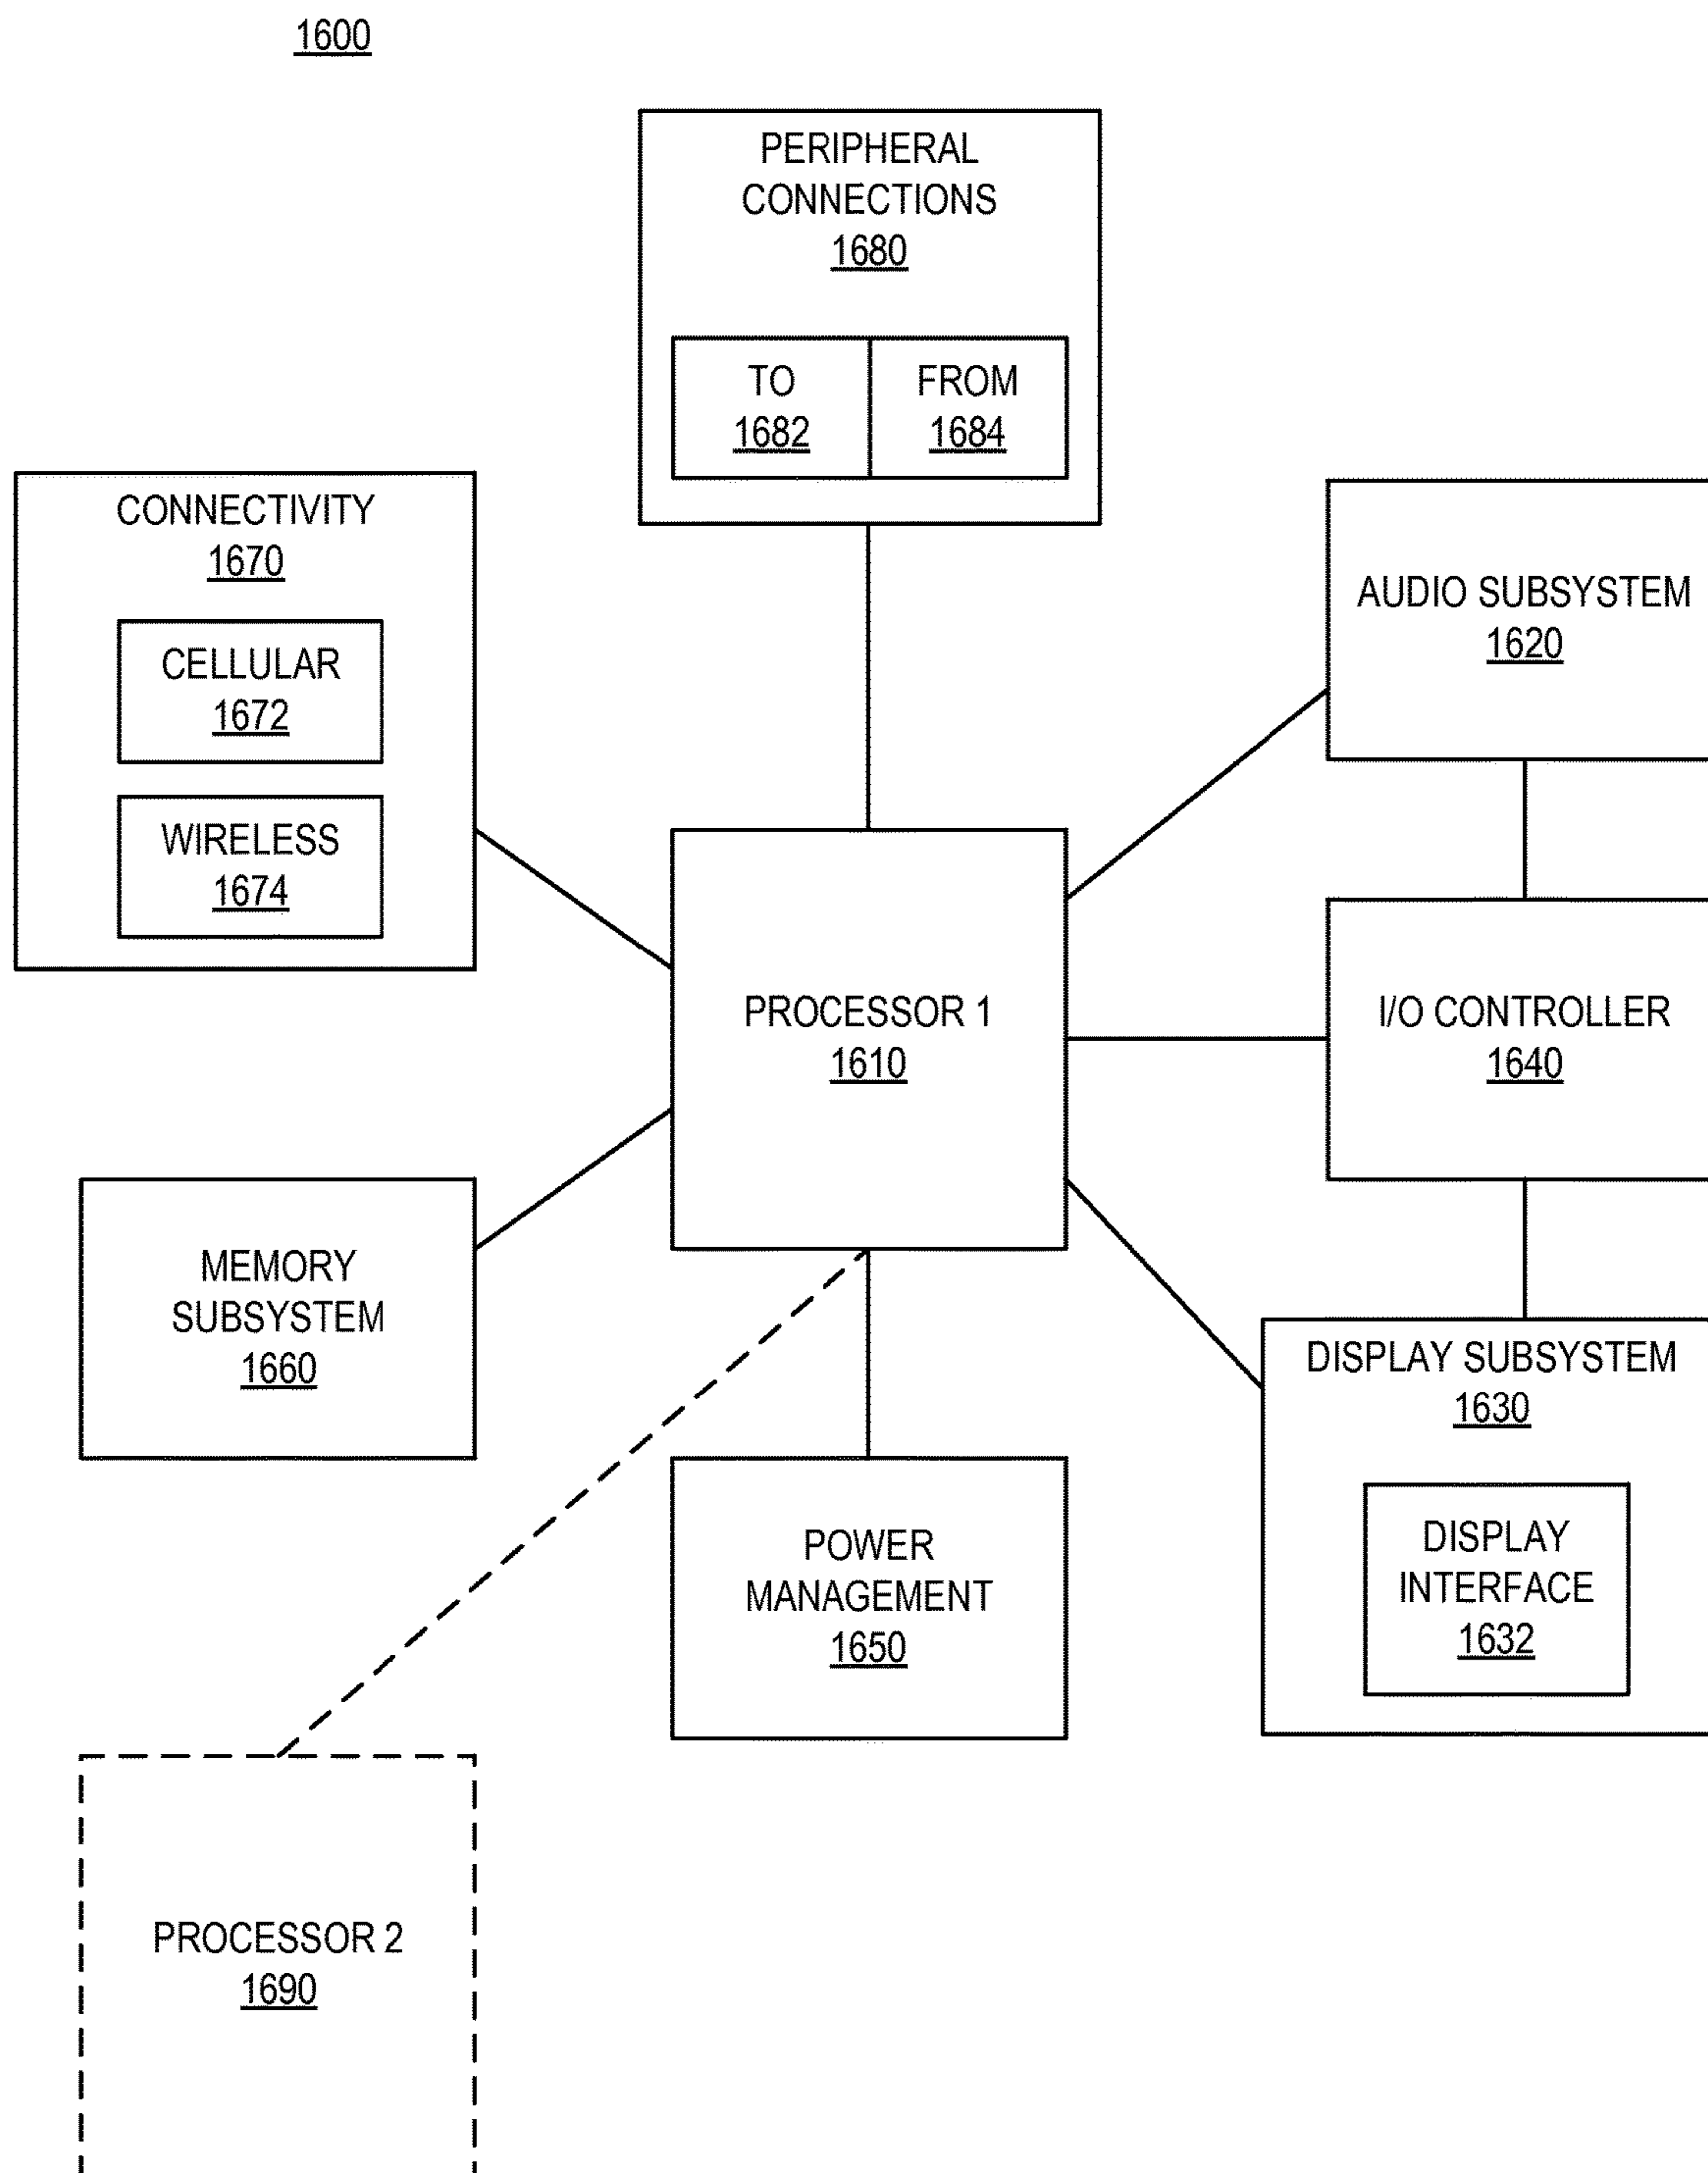 1600
PERIPHERAL
CONNECTIONS
1680
TO
1682
FROM
1684
CONNECTIVITY
1670
CELLULAR
1672
WIRELESS
1674
AUDIO SUBSYSTEM
1620
PROCESSOR 1
1610
I/O CONTROLLER
1640
MEMORY
SUBSYSTEM
1660
DISPLAY SUBSYSTEM
1630
DISPLAY
INTERFACE
1632
POWER
MANAGEMENT
1650
PROCESSOR 2
1690